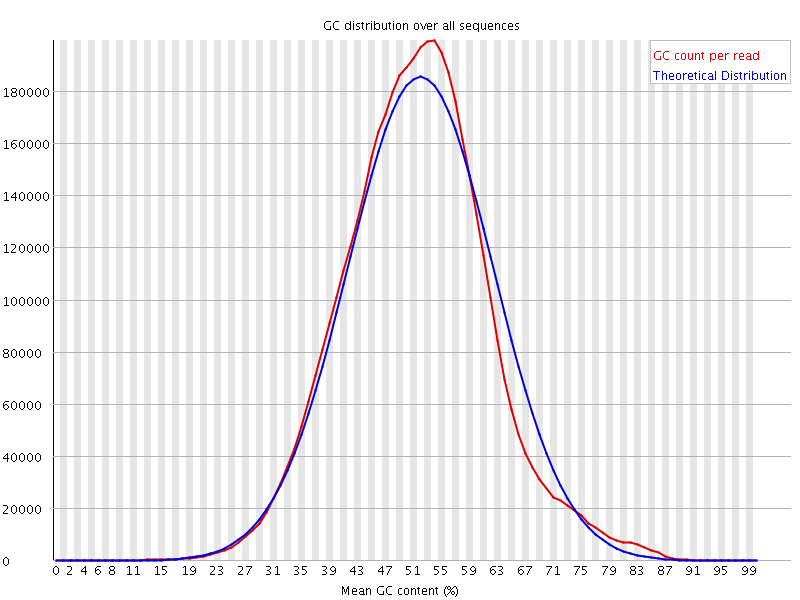 GC distribution over all sequences
GC count per read
Theoretical Distribution
180000
160000
140000
120000
100000
80000
60000
40000
20000
0
0 2 4 6 8 11 15 19 23 27 31 35 39 43 47 51 55 59 63 67 71 75 79 83 87 91 95 99
Mean GC content (%)